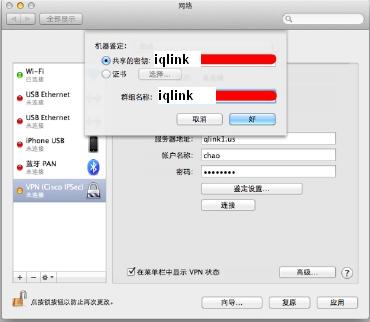 网络
全部显示
机器鉴定:
共享的密钥: iqlink
证书 选择...
群组名称: iqlink
取消 好
Wi-Fi
已连接
USB Ethernet
未连接
USB Ethernet
未连接
iPhone USB
未连接
蓝牙 PAN
未连接
VPN (Cisco IPSec)
未连接
服务器地址: qlink1.us
帐户名称: chao
密码: ••••••••
鉴定设置...
连接
在菜单栏中显示 VPN 状态
高级... ?
点按锁按钮以防止再次更改。
向导... 复原 应用